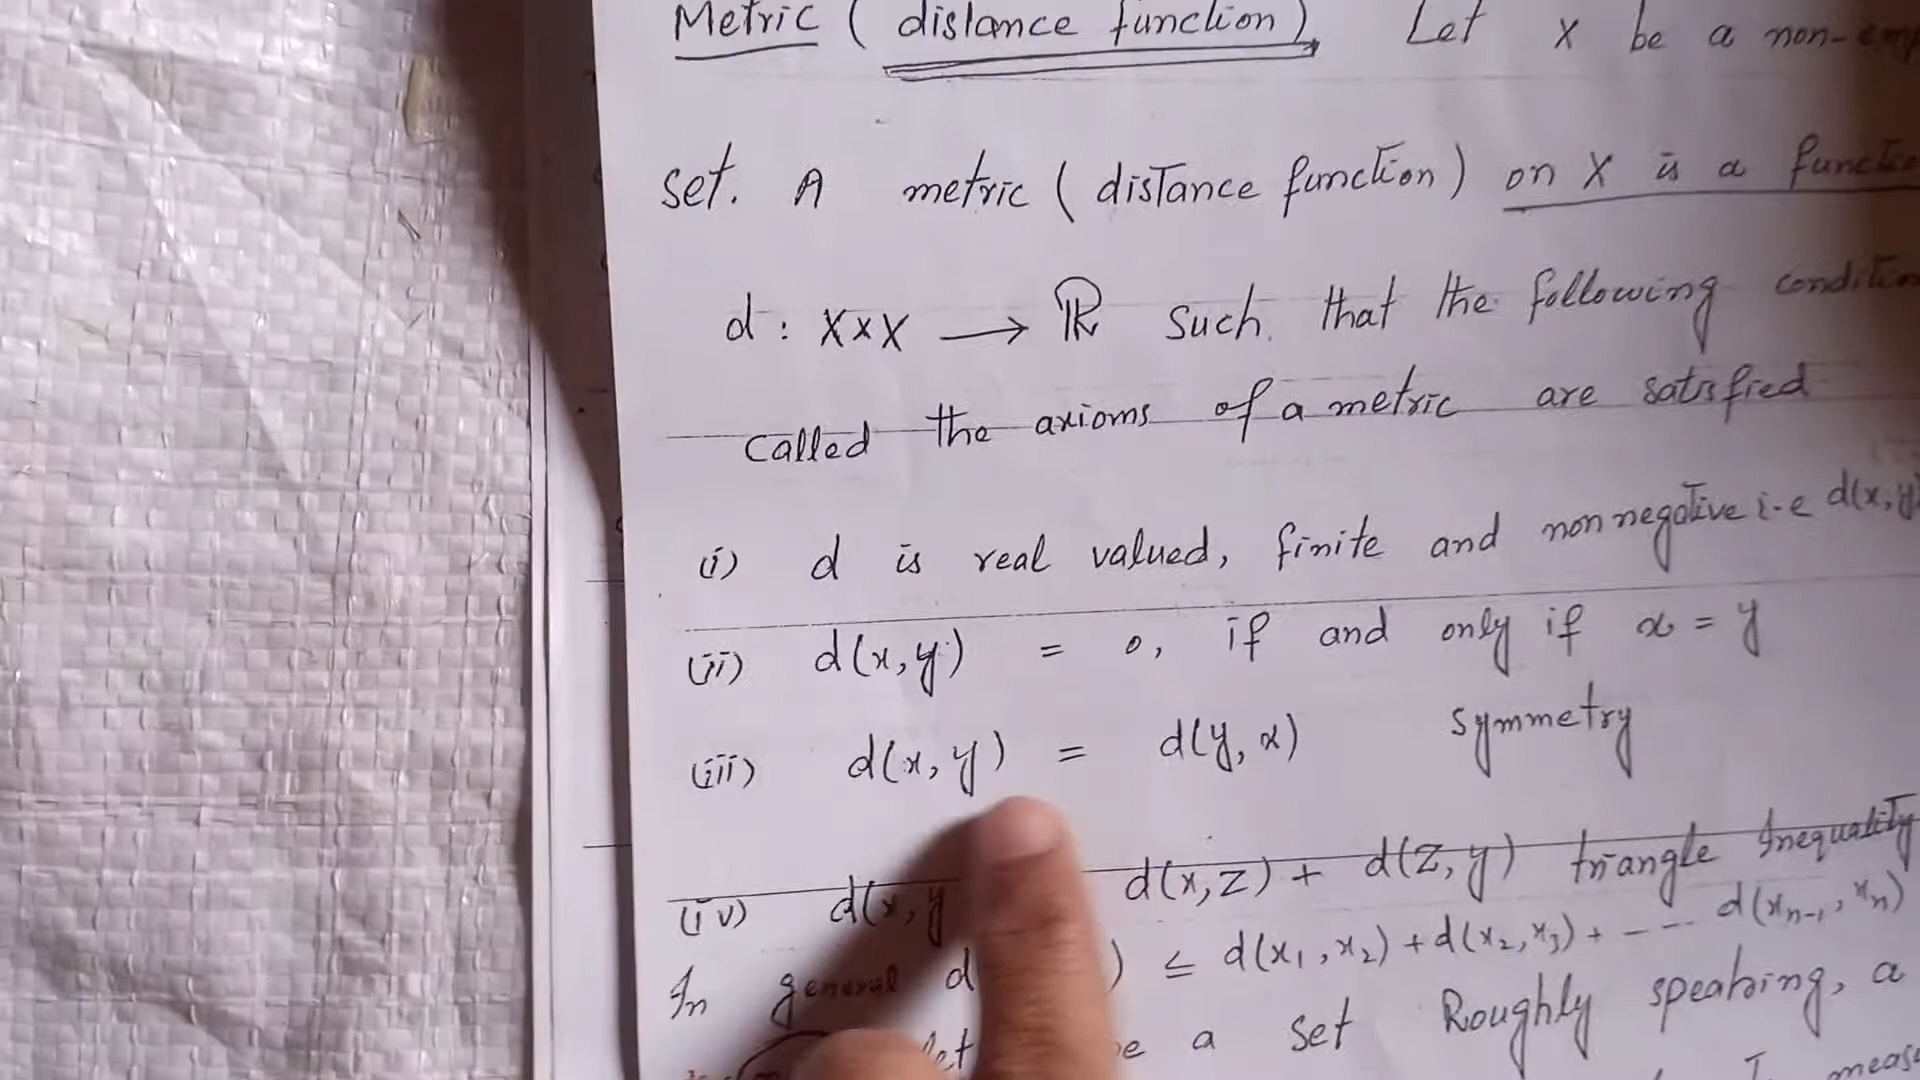 Metric (distance function) Let X be a non-
set. A metric (distance function) on X is a
d : X×X ⟶ ℝ such that the following
called the axioms of a metric are satisfied
(i) d is real valued, finite and nonnegative i-e d(x,y)
(ii) d(x,y) = 0, if and only if x = y
(iii) d(x,y) = d(y,x) symmetry
(iv) d(x,y d(x,z) + d(z,y) triangle Inequality
In general d ) ≤ d(x₁,x₂) + d(x₂,x₃) + --- d(xₙ₋₁,xₙ)
a set Roughly speaking, a